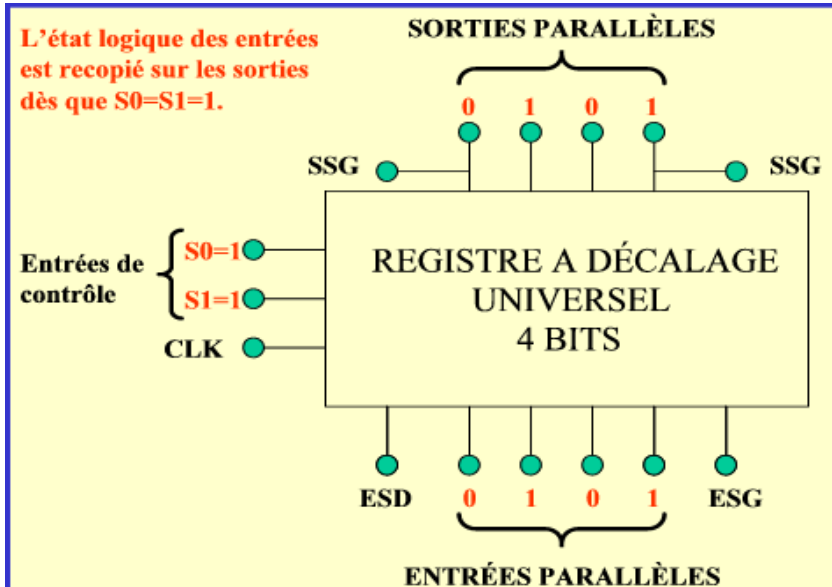 L'état logique des entrées
est recopié sur les sorties
dès que S0=S1=1.
SORTIES PARALLÈLES
0 1 0 1
SSG
SSG
Entrées de
contrôle
S0=1
S1=1
CLK
REGISTRE A DÉCALAGE
UNIVERSEL
4 BITS
ESD
0 1 0 1
ESG
ENTRÉES PARALLÈLES